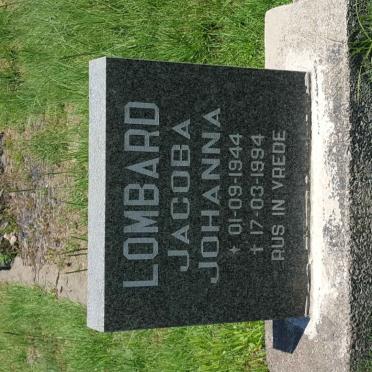 LOMBARD
JACOBA
JOHANNA
* 01-09-1944
† 17-03-1994
RUS IN VREDE